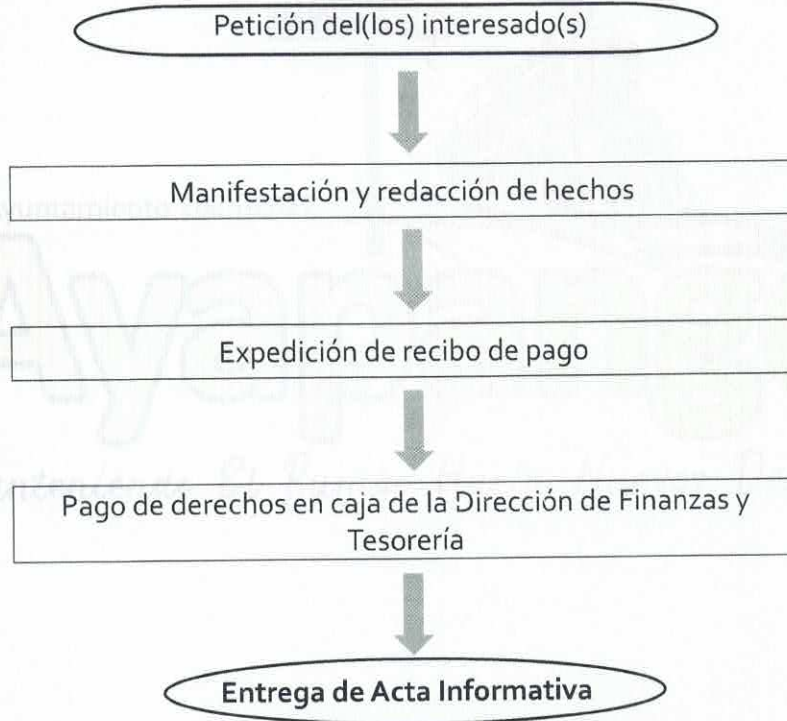 Petición del(los) interesado(s)
Manifestación y redacción de hechos
Ayuntamiento
Expedición de recibo de pago
Pago de derechos en caja de la Dirección de Finanzas y
Tesorería
Entrega de Acta Informativa